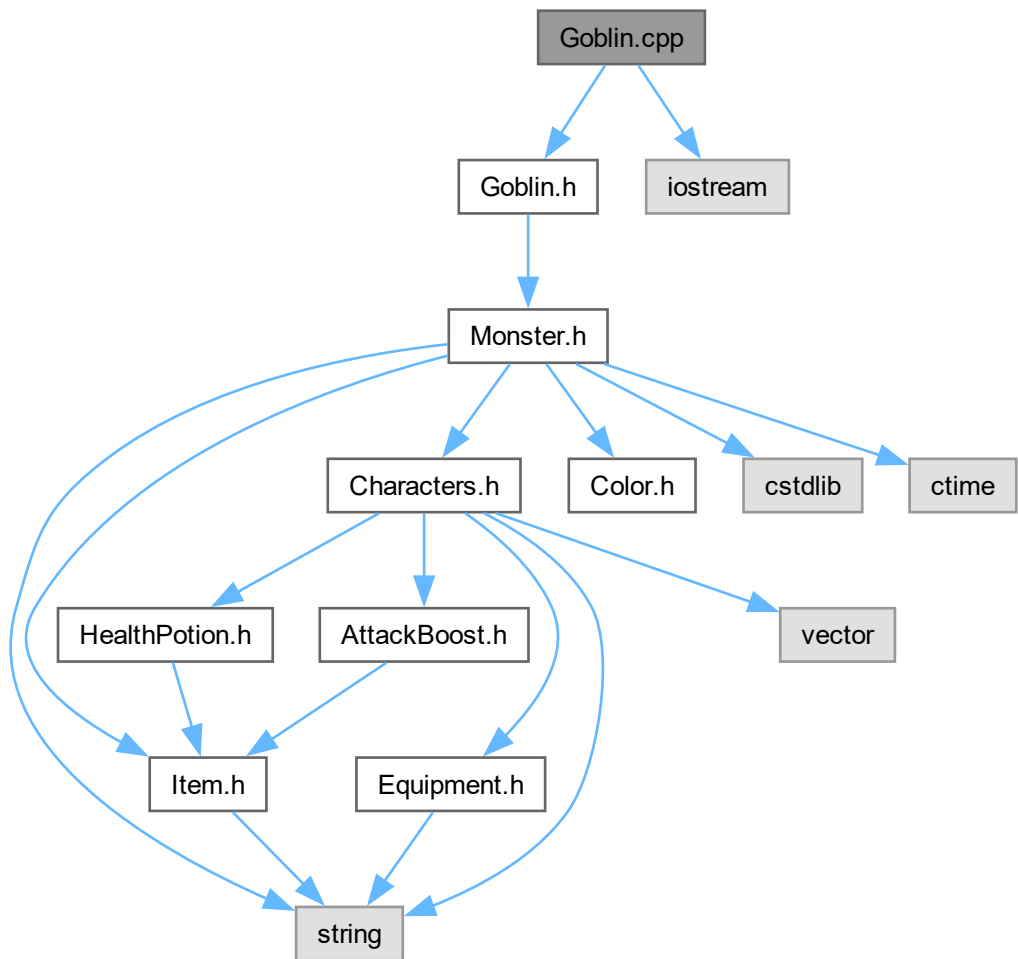 Goblin.cpp
Goblin.h
iostream
Monster.h
Characters.h
Color.h
cstdlib
ctime
HealthPotion.h
AttackBoost.h
vector
Item.h
Equipment.h
string